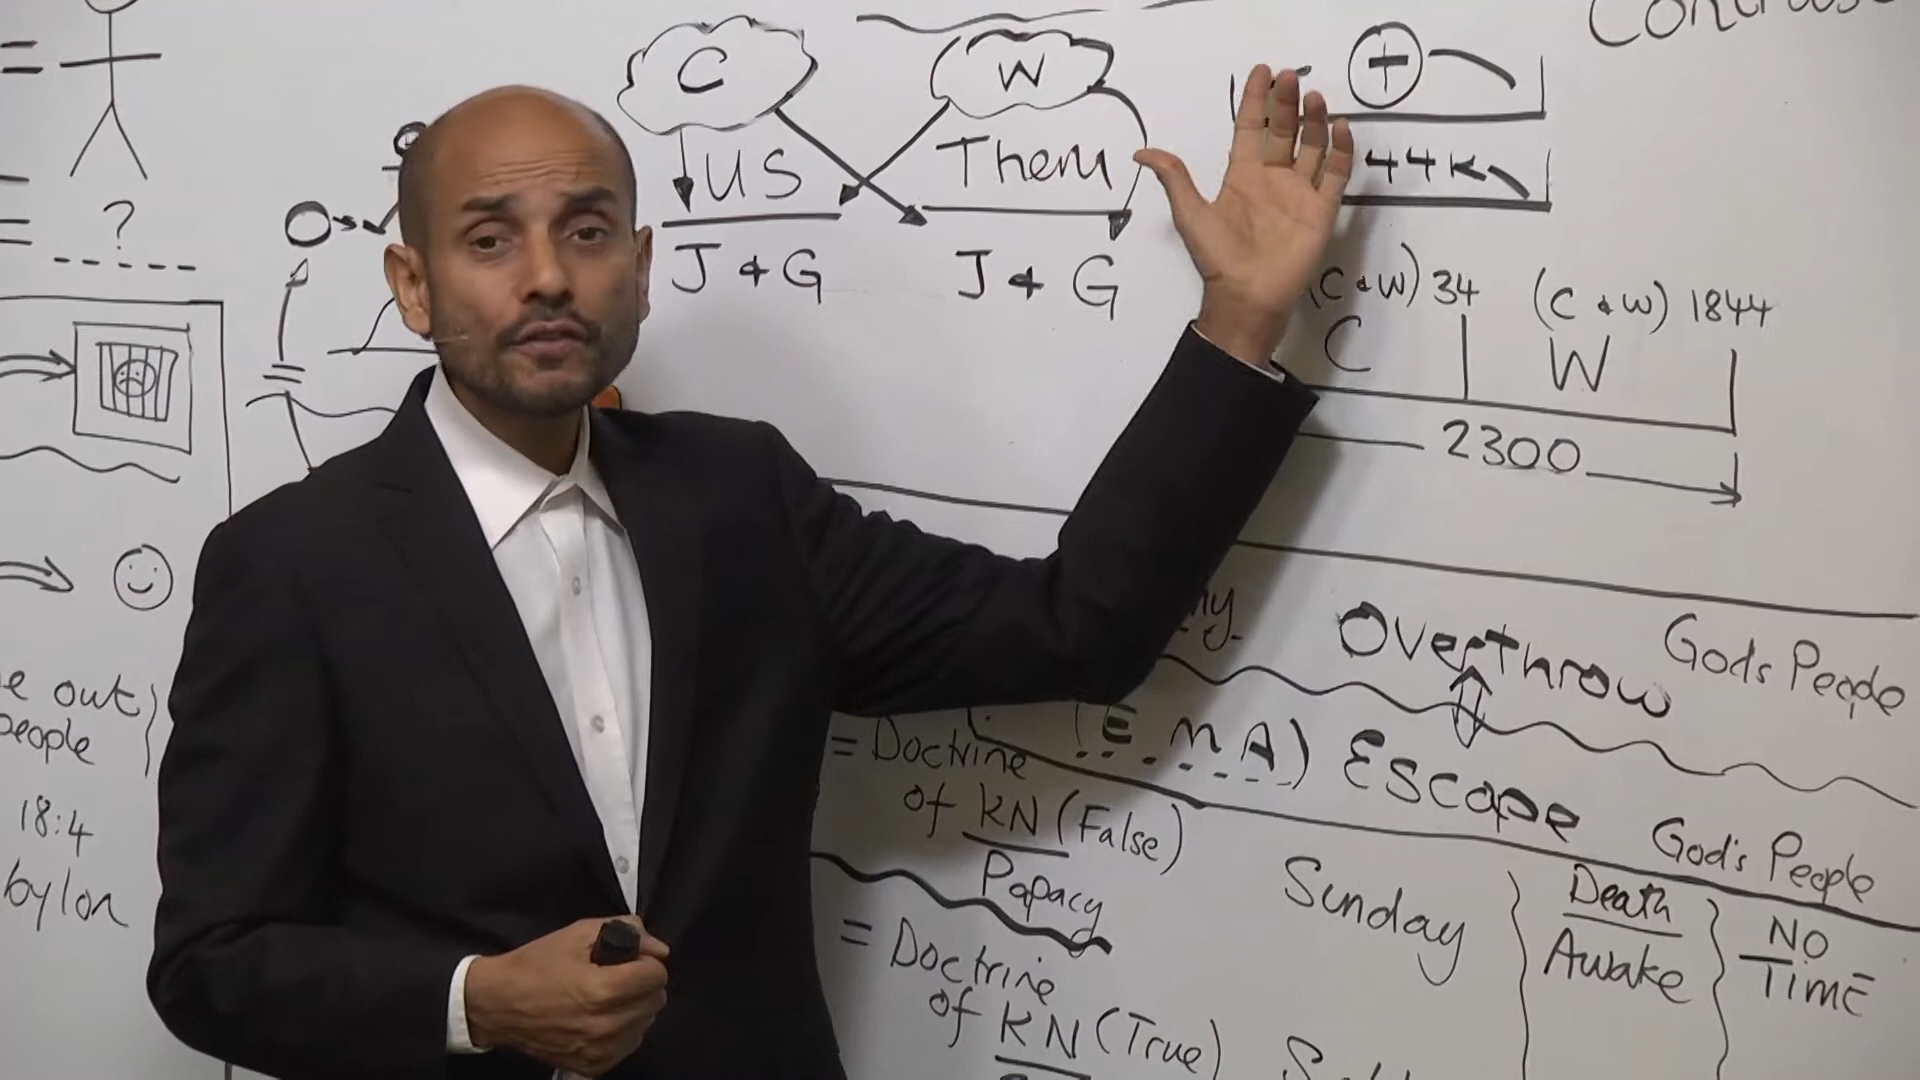 =
C
W
+
=
US
Them
44K
?
J & G
J & G
(C & W) 34
(C & W) 1844
C
W
2300
Overthrow
God's People
e out
people
18:4
bylon
= Doctrine
of KN (False)
(E.M.A)
Escape
God's People
Papacy
Sunday
Death
Awake
NO
TIME
= Doctrine
of KN (True)